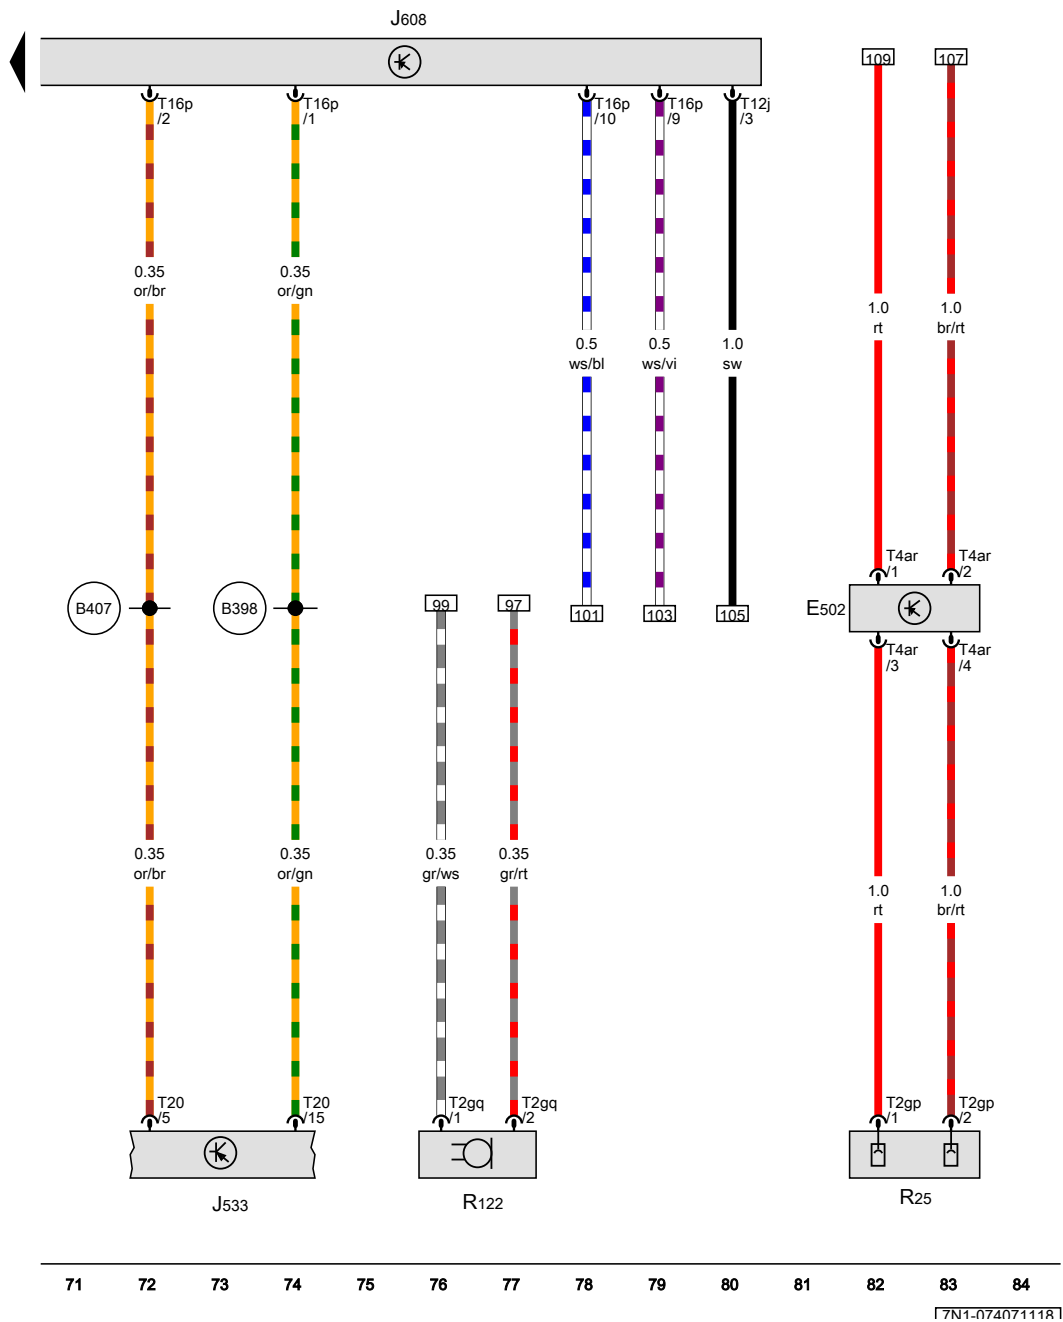 J608
109
107
T16p
/2
T16p
/1
T16p
/10
T16p
/9
T12j
/3
0.35
or/br
0.35
or/gn
1.0
rt
1.0
br/rt
0.5
ws/bl
0.5
ws/vi
1.0
sw
T4ar
/1
T4ar
/2
B407
B398
99
97
101
103
105
E502
T4ar
/3
T4ar
/4
0.35
or/br
0.35
or/gn
0.35
gr/ws
0.35
gr/rt
1.0
rt
1.0
br/rt
T20
/5
T20
/15
T2gq
/1
T2gq
/2
T2gp
/1
T2gp
/2
J533
R122
R25
71 72 73 74 75 76 77 78 79 80 81 82 83 84
7N1-074071118